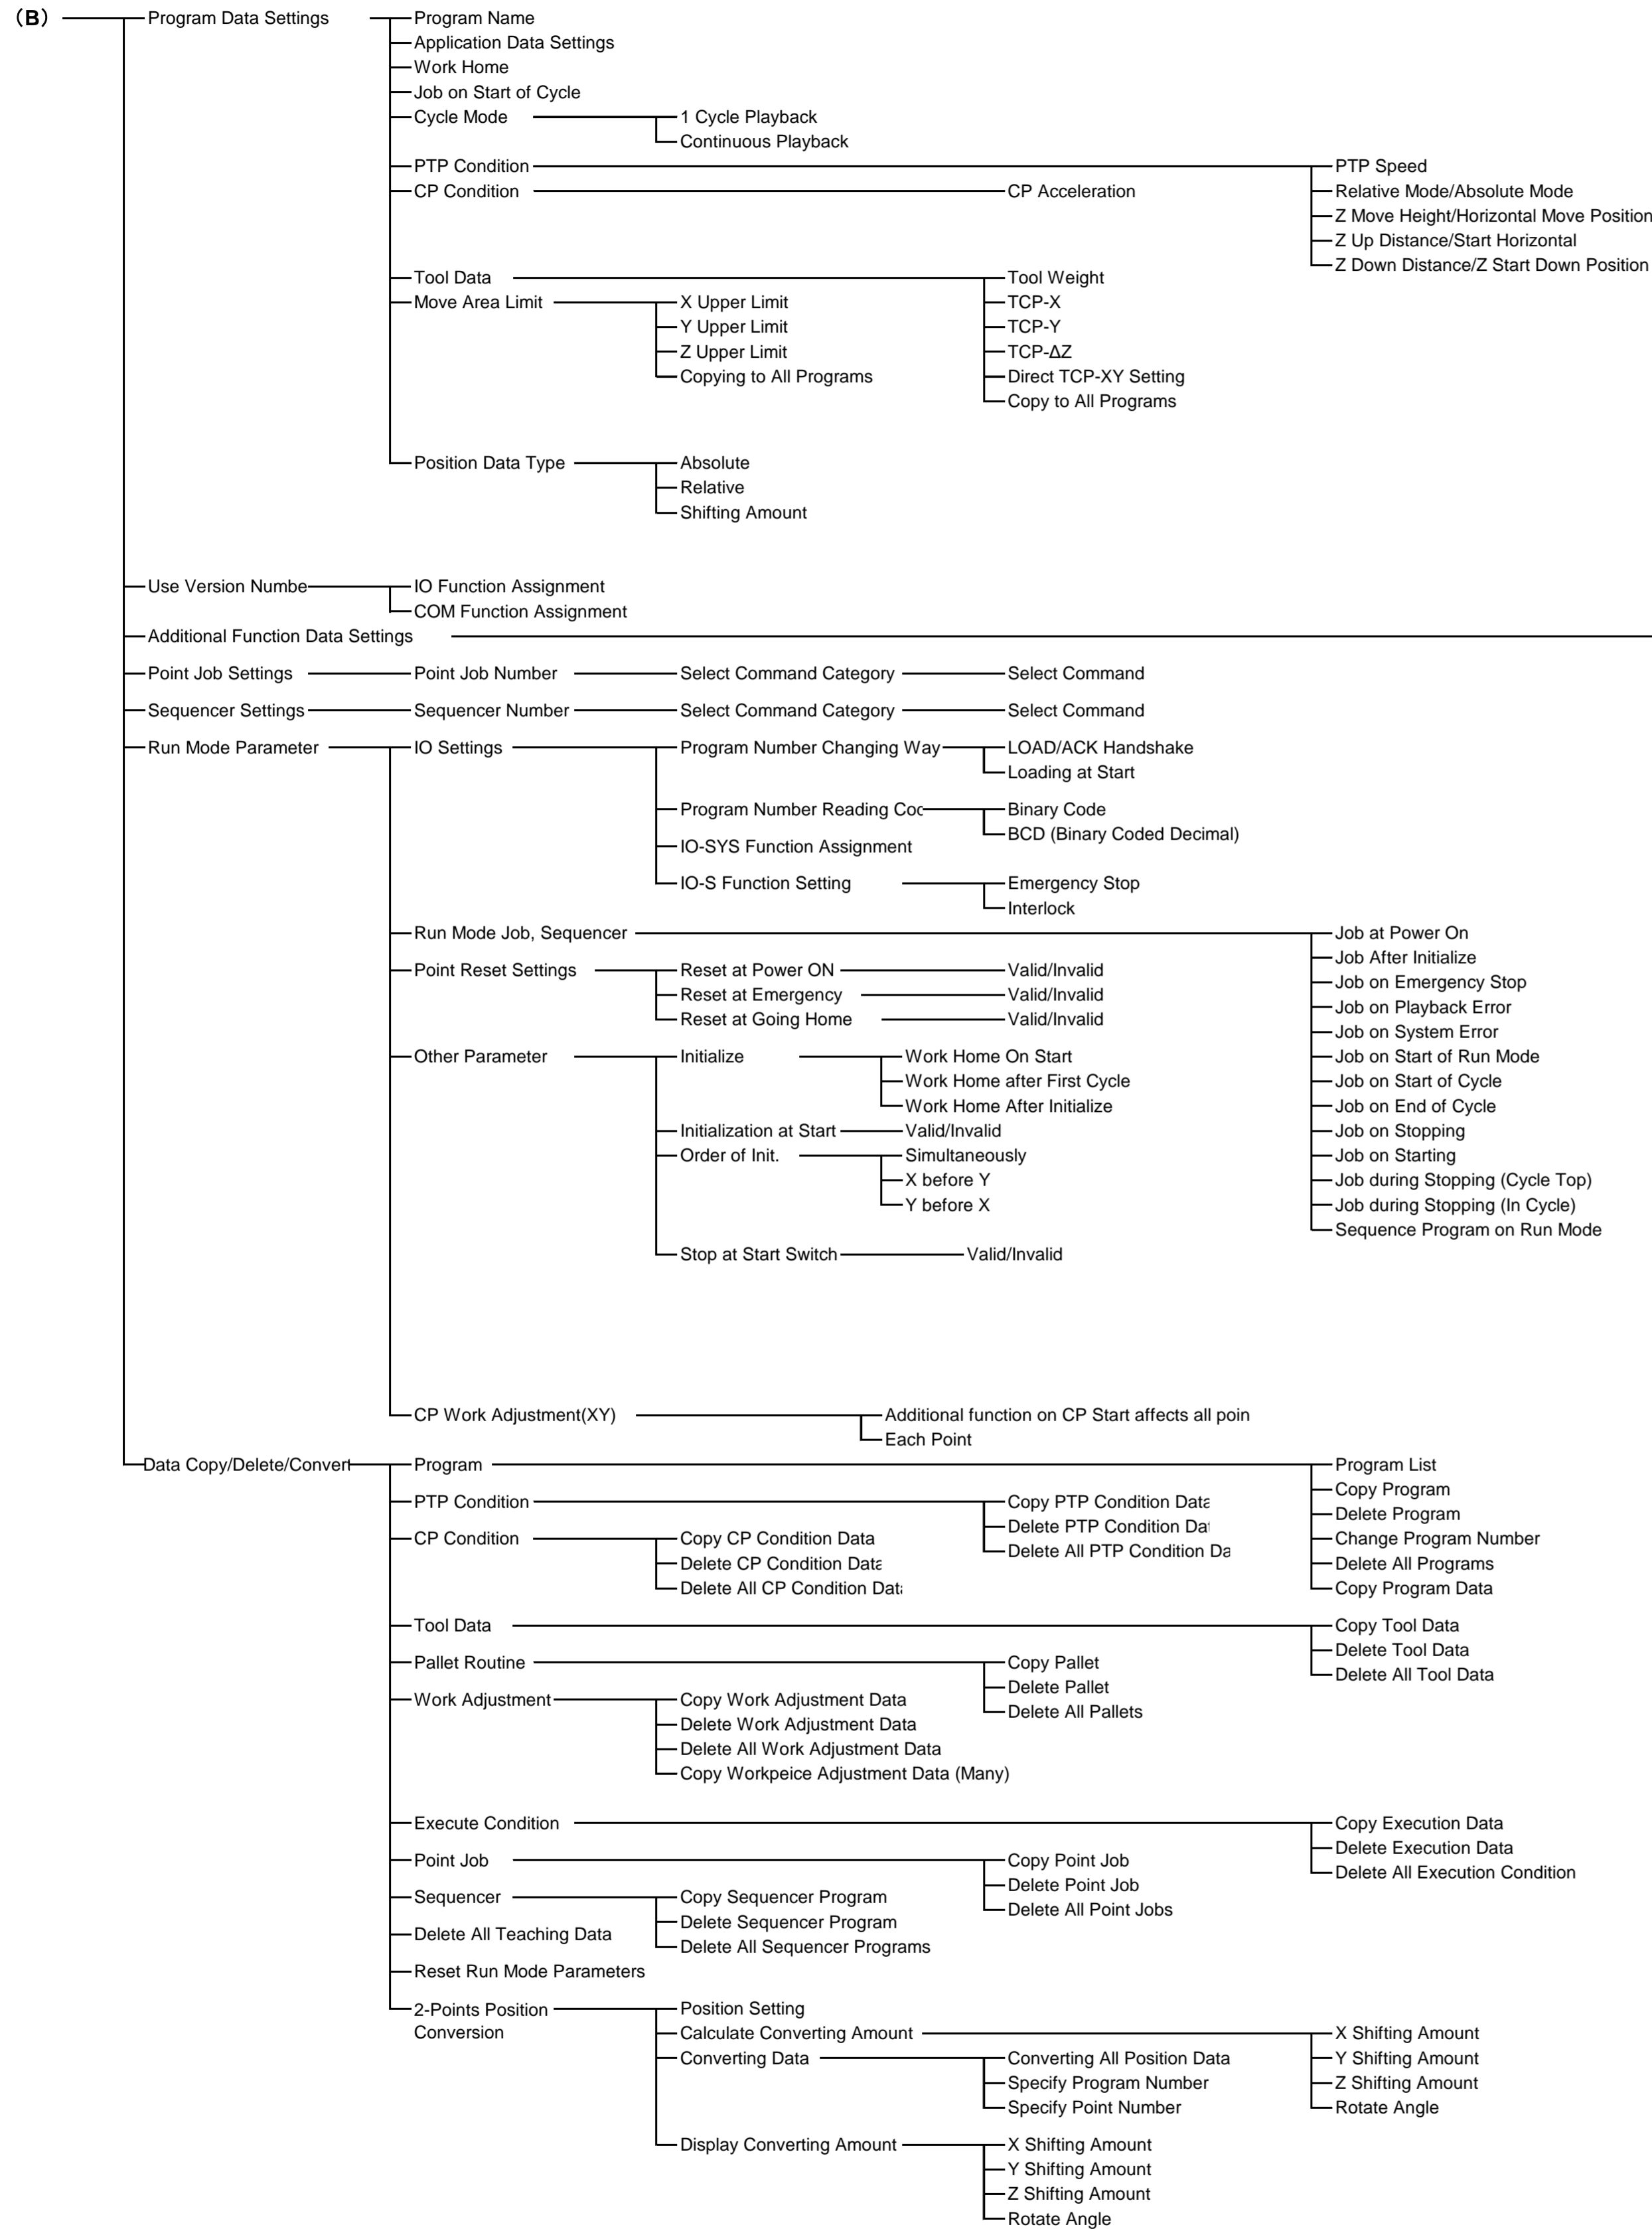 （B）
Program Data Settings
Program Name
Application Data Settings
Work Home
Job on Start of Cycle
Cycle Mode
1 Cycle Playback
Continuous Playback
PTP Condition
PTP Speed
CP Condition
CP Acceleration
Relative Mode/Absolute Mode
Z Move Height/Horizontal Move Position
Z Up Distance/Start Horizontal
Z Down Distance/Z Start Down Position
Tool Data
Tool Weight
Move Area Limit
X Upper Limit
TCP-X
Y Upper Limit
TCP-Y
Z Upper Limit
TCP-ΔZ
Copying to All Programs
Direct TCP-XY Setting
Copy to All Programs
Position Data Type
Absolute
Relative
Shifting Amount
Use Version Numbe
IO Function Assignment
COM Function Assignment
Additional Function Data Settings
Point Job Settings
Point Job Number
Select Command Category
Select Command
Sequencer Settings
Sequencer Number
Select Command Category
Select Command
Run Mode Parameter
IO Settings
Program Number Changing Way
LOAD/ACK Handshake
Loading at Start
Program Number Reading Coc
Binary Code
BCD (Binary Coded Decimal)
IO-SYS Function Assignment
IO-S Function Setting
Emergency Stop
Interlock
Run Mode Job, Sequencer
Job at Power On
Job After Initialize
Point Reset Settings
Reset at Power ON
Valid/Invalid
Job on Emergency Stop
Reset at Emergency
Valid/Invalid
Job on Playback Error
Reset at Going Home
Valid/Invalid
Job on System Error
Other Parameter
Initialize
Work Home On Start
Job on Start of Run Mode
Work Home after First Cycle
Job on Start of Cycle
Work Home After Initialize
Job on End of Cycle
Initialization at Start
Valid/Invalid
Job on Stopping
Order of Init.
Simultaneously
Job on Starting
X before Y
Job during Stopping (Cycle Top)
Y before X
Job during Stopping (In Cycle)
Sequence Program on Run Mode
Stop at Start Switch
Valid/Invalid
CP Work Adjustment(XY)
Additional function on CP Start affects all poin
Each Point
Data Copy/Delete/Convert
Program
Program List
Copy Program
PTP Condition
Copy PTP Condition Data
Delete Program
Delete PTP Condition Dat
CP Condition
Copy CP Condition Data
Delete All PTP Condition Da
Change Program Number
Delete CP Condition Data
Delete All Programs
Delete All CP Condition Data
Copy Program Data
Tool Data
Copy Tool Data
Delete Tool Data
Pallet Routine
Copy Pallet
Delete All Tool Data
Delete Pallet
Work Adjustment
Copy Work Adjustment Data
Delete All Pallets
Delete Work Adjustment Data
Delete All Work Adjustment Data
Copy Workpeice Adjustment Data (Many)
Execute Condition
Copy Execution Data
Delete Execution Data
Point Job
Copy Point Job
Delete All Execution Condition
Delete Point Job
Sequencer
Copy Sequencer Program
Delete All Point Jobs
Delete Sequencer Program
Delete All Teaching Data
Delete All Sequencer Programs
Reset Run Mode Parameters
2-Points Position
Conversion
Position Setting
Calculate Converting Amount
X Shifting Amount
Converting Data
Converting All Position Data
Y Shifting Amount
Specify Program Number
Z Shifting Amount
Specify Point Number
Rotate Angle
Display Converting Amount
X Shifting Amount
Y Shifting Amount
Z Shifting Amount
Rotate Angle